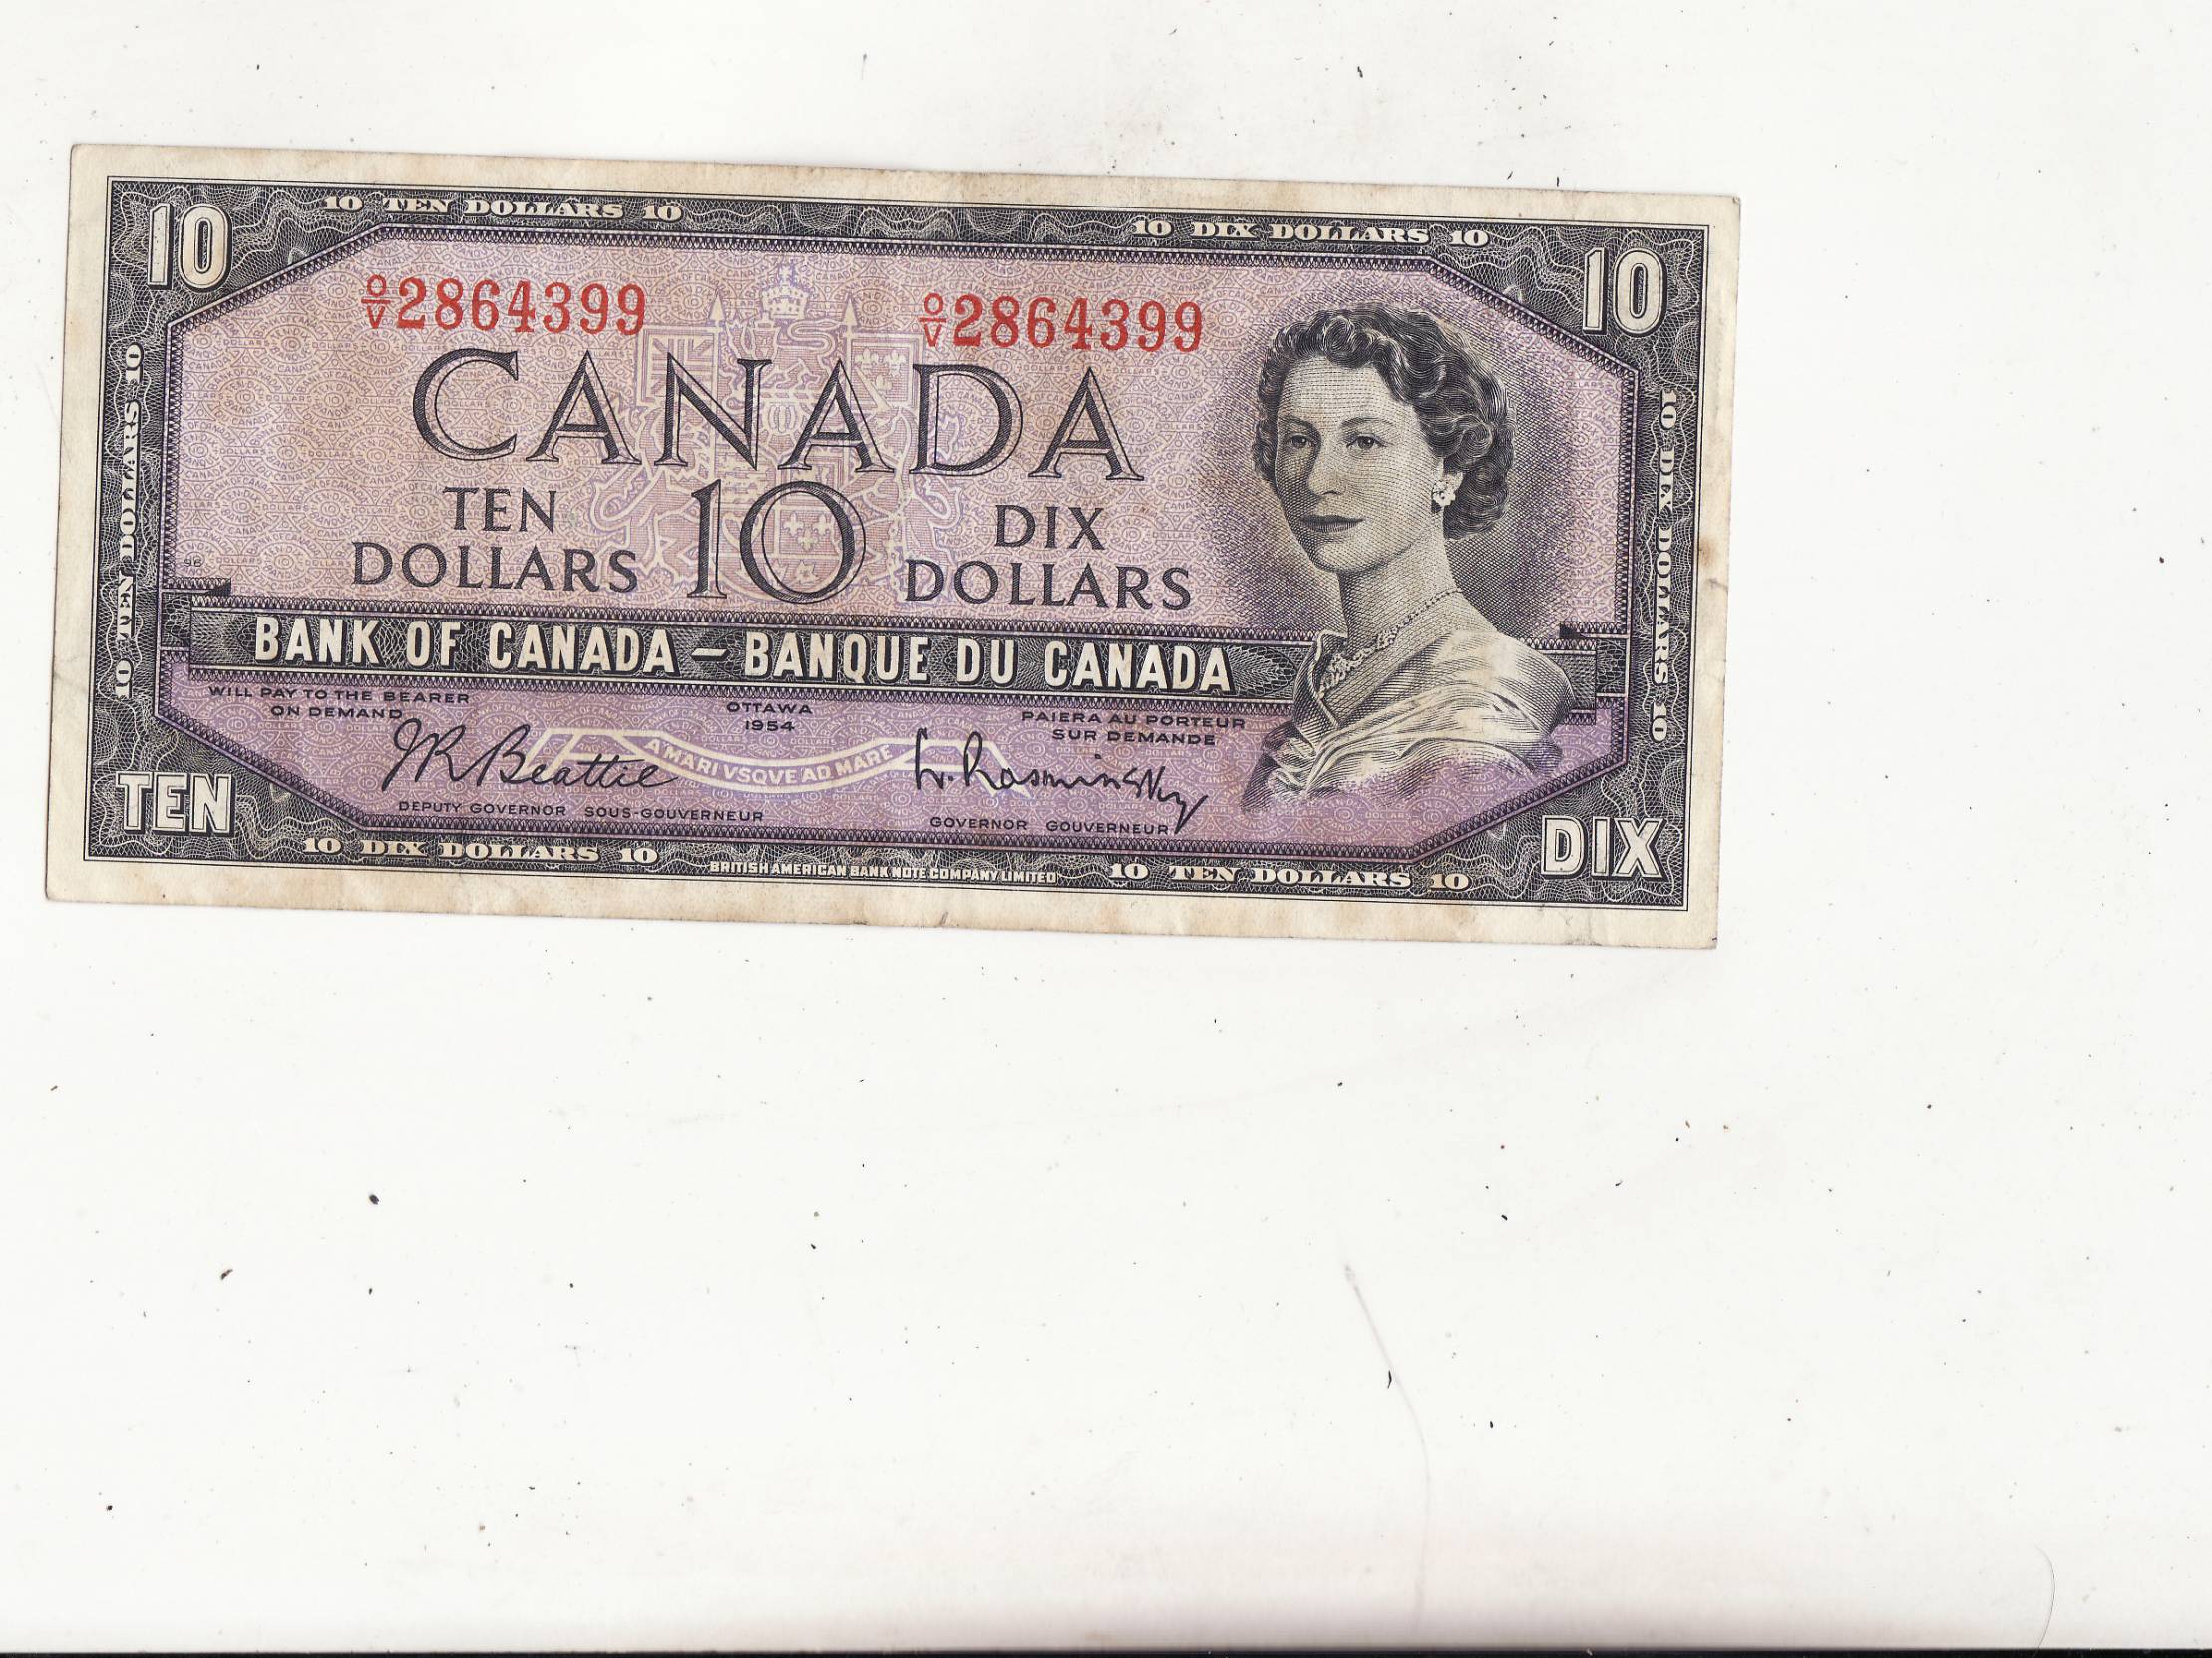 10 TEN DOLLARS 10
10 DIX DOLLARS 10
10
10
O/V 2864399
O/V 2864399
CANADA
TEN
DOLLARS
10
DIX
DOLLARS
10 TEN DOLLARS 10
10 DIX DOLLARS 10
BANK OF CANADA – BANQUE DU CANADA
WILL PAY TO THE BEARER
ON DEMAND
OTTAWA
1954
PAIERA AU PORTEUR
SUR DEMANDE
JR Beattie
A MARI VSQVE AD MARE
L. Rasminsky
DEPUTY GOVERNOR SOUS-GOUVERNEUR
GOVERNOR GOUVERNEUR
TEN
DIX
10 DIX DOLLARS 10
BRITISH AMERICAN BANK NOTE COMPANY LIMITED
10 TEN DOLLARS 10